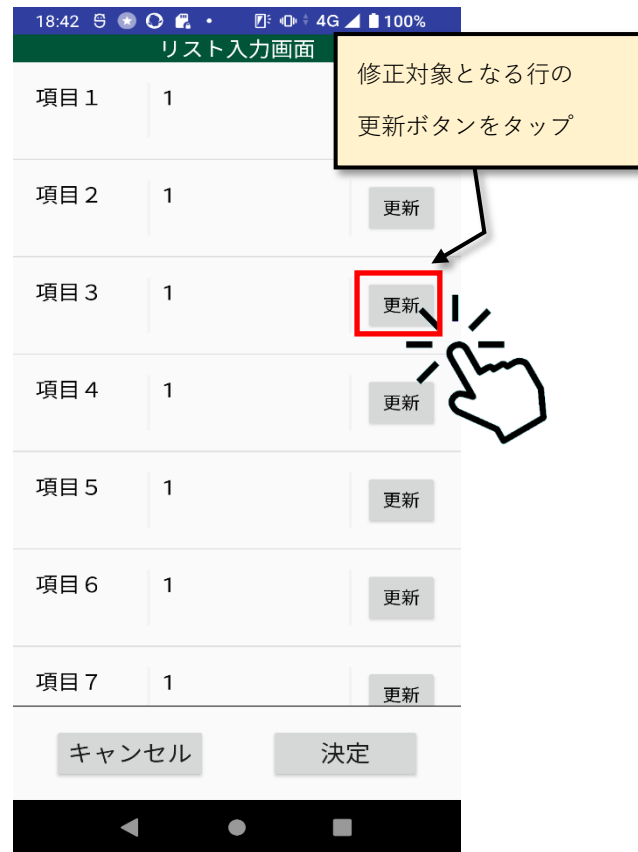 18:42 4G 100%
リスト入力画面
修正対象となる行の
更新ボタンをタップ
項目１ 1
項目２ 1 更新
項目３ 1 更新
項目４ 1 更新
項目５ 1 更新
項目６ 1 更新
項目７ 1 更新
キャンセル 決定